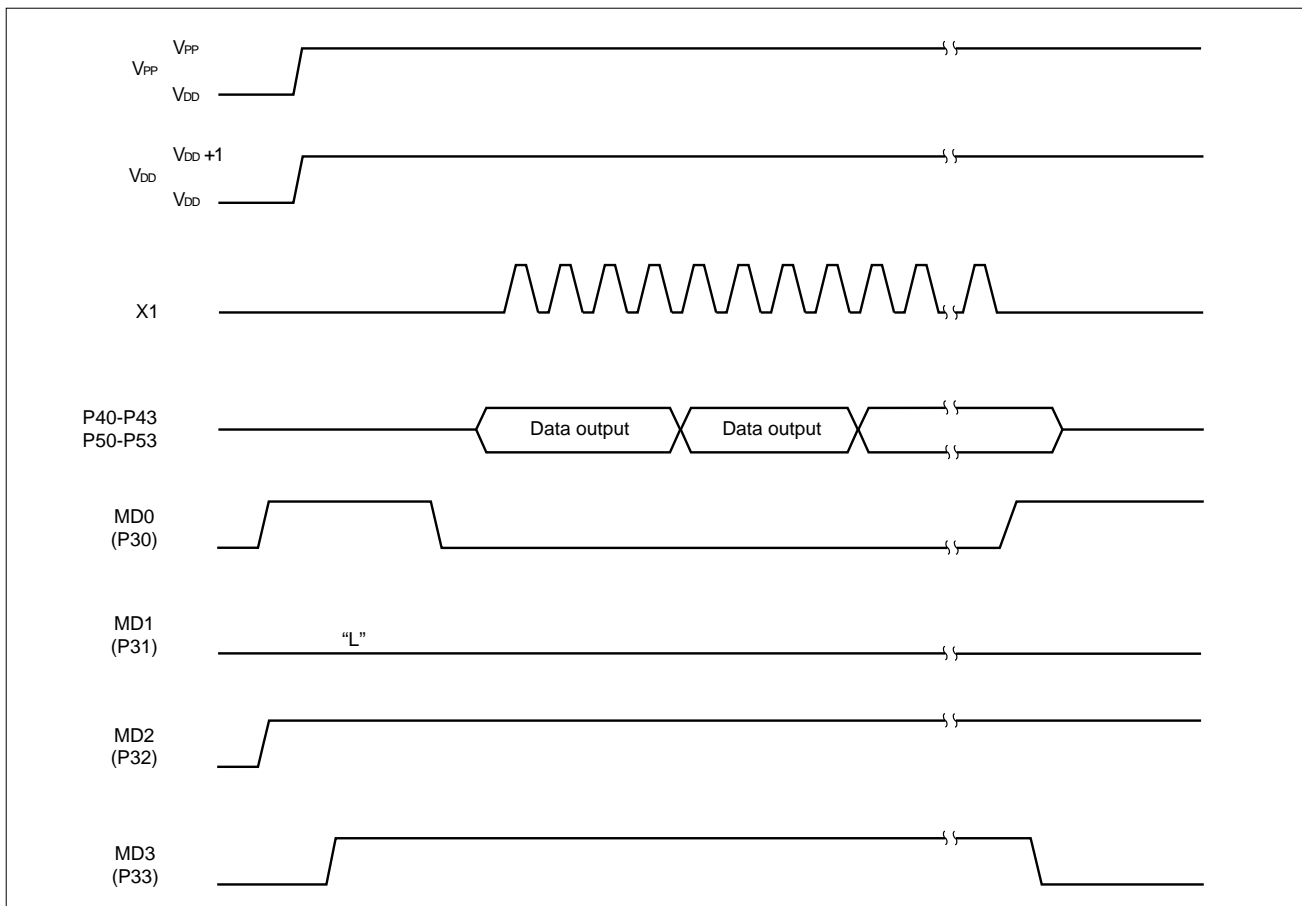 VPP
VPP
VDD
VDD +1
VDD
VDD
X1
P40-P43
P50-P53
Data output
Data output
MD0
(P30)
MD1
(P31)
“L”
MD2
(P32)
MD3
(P33)